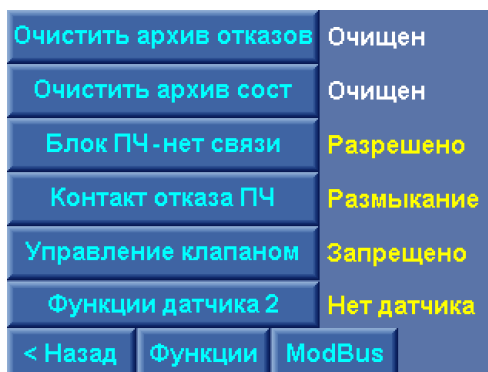 Очистить архив отказов Очищен
Очистить архив сост Очищен
Блок ПЧ-нет связи Разрешено
Контакт отказа ПЧ Размыкание
Управление клапаном Запрещено
Функции датчика 2 Нет датчика
< Назад Функции ModBus